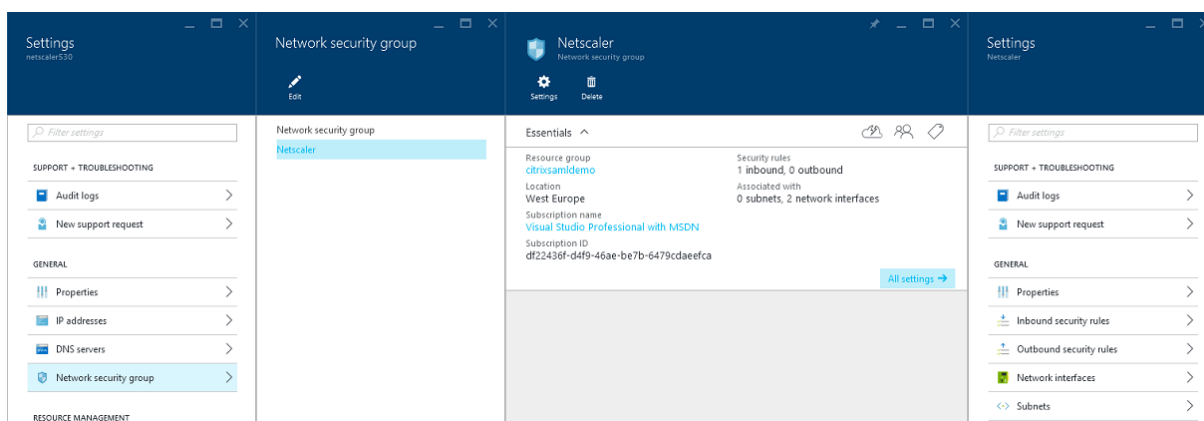 Settings
netscaler530
Filter settings
SUPPORT + TROUBLESHOOTING
Audit logs
New support request
GENERAL
Properties
IP addresses
DNS servers
Network security group
RESOURCE MANAGEMENT
Network security group
Edit
Network security group
Netscaler
Netscaler
Network security group
Settings
Delete
Essentials
Resource group
citrixsamldemo
Location
West Europe
Subscription name
Visual Studio Professional with MSDN
Subscription ID
df22436f-d4f9-46ae-be7b-6479cdaeefca
Security rules
1 inbound, 0 outbound
Associated with
0 subnets, 2 network interfaces
All settings
Settings
Netscaler
Filter settings
SUPPORT + TROUBLESHOOTING
Audit logs
New support request
GENERAL
Properties
Inbound security rules
Outbound security rules
Network interfaces
Subnets